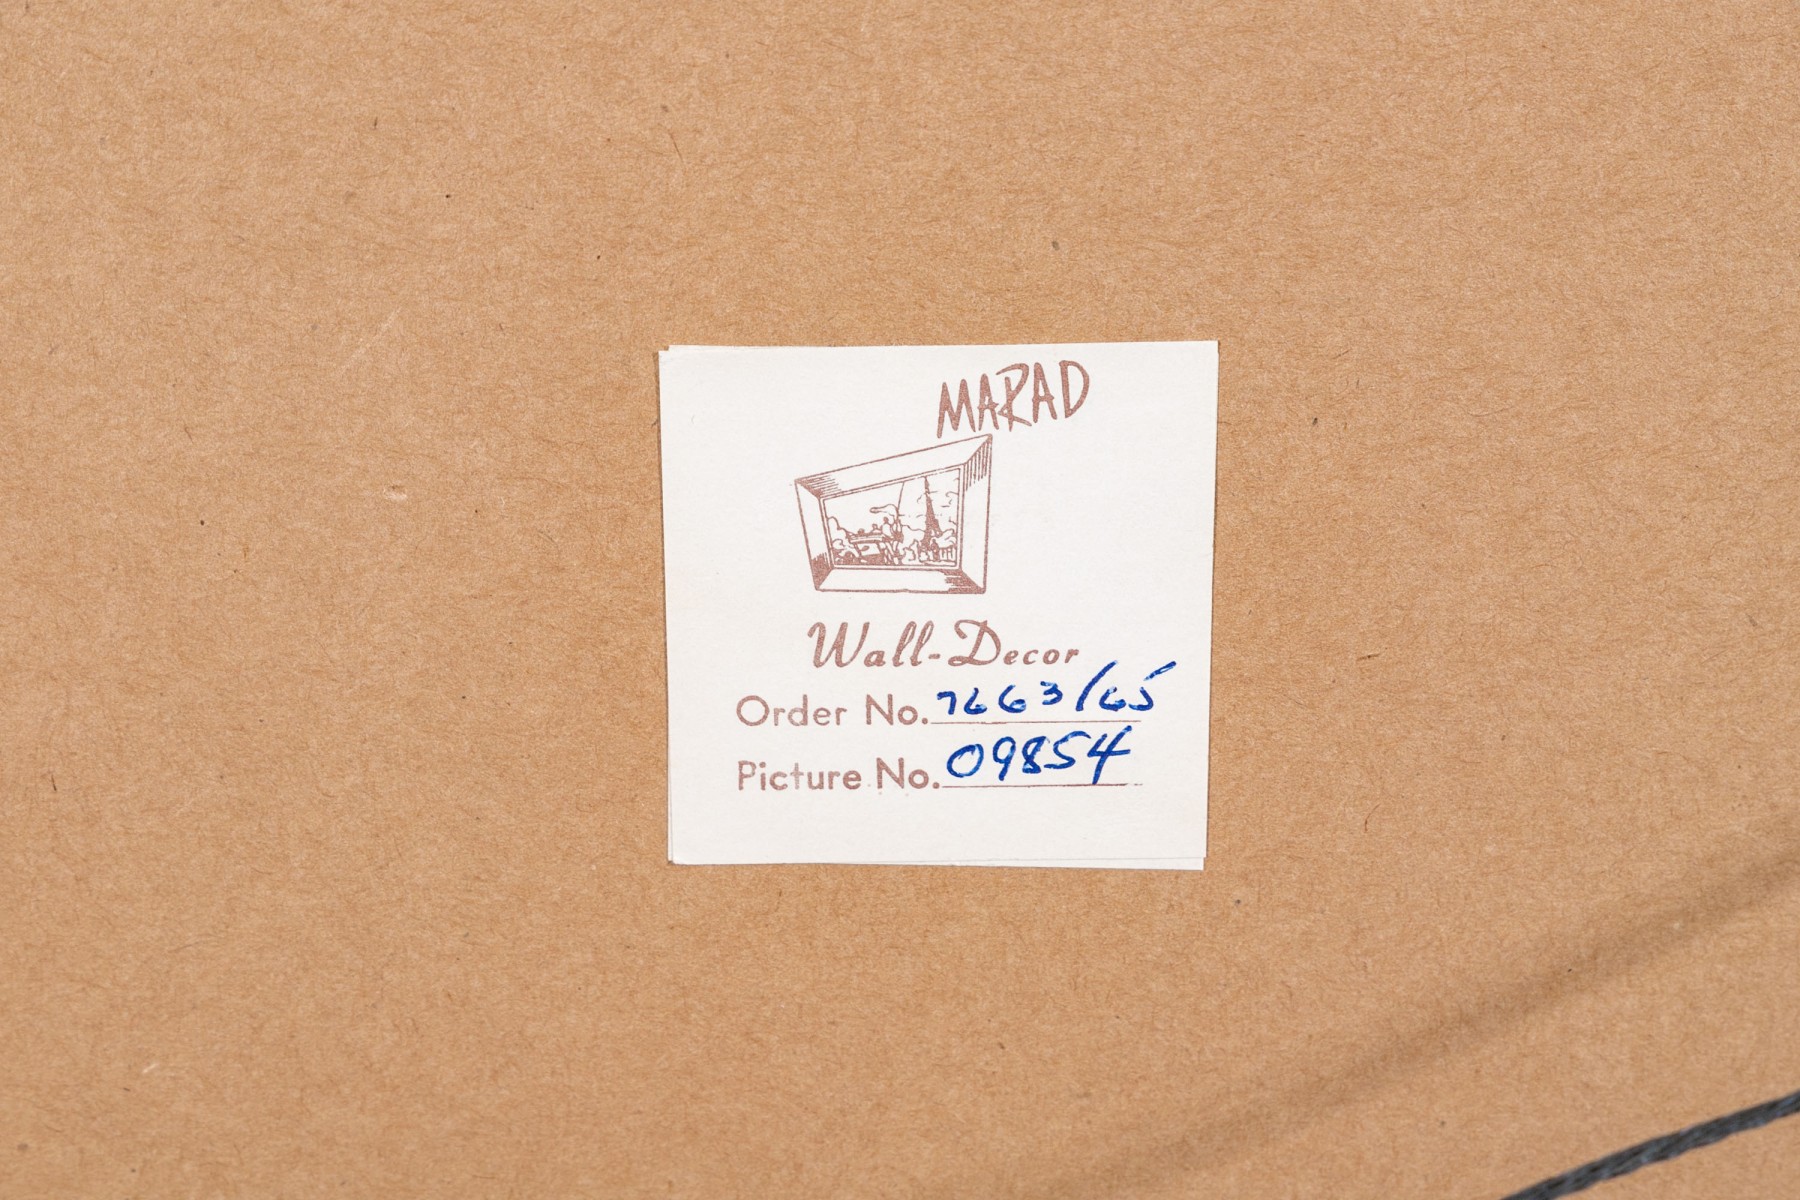 MARAD
Wall-Decor
Order No. 7663/65
Picture No. 09854